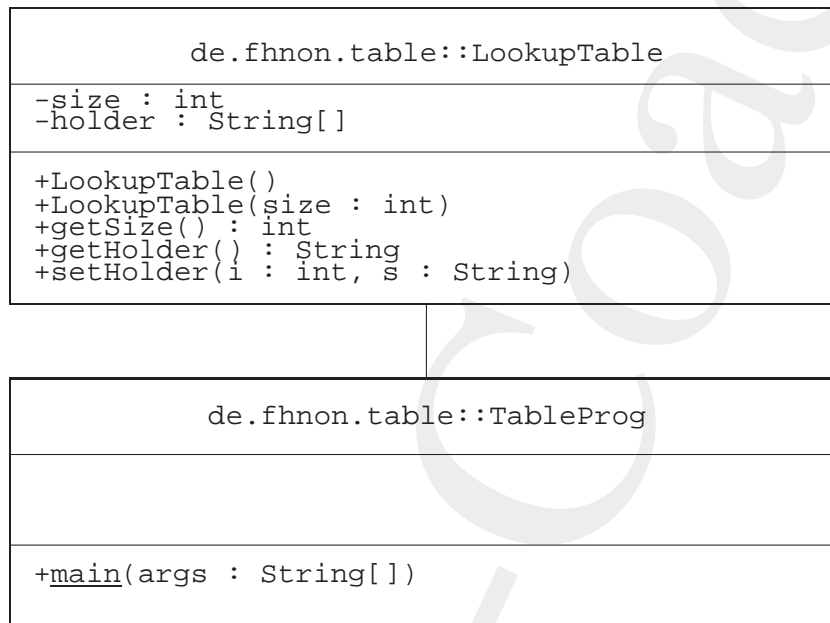 de.fhnon.table::LookupTable
-size : int
-holder : String[]
+LookupTable()
+LookupTable(size : int)
+getSize() : int
+getHolder() : String
+setHolder(i : int, s : String)
de.fhnon.table::TableProg
+main(args : String[])